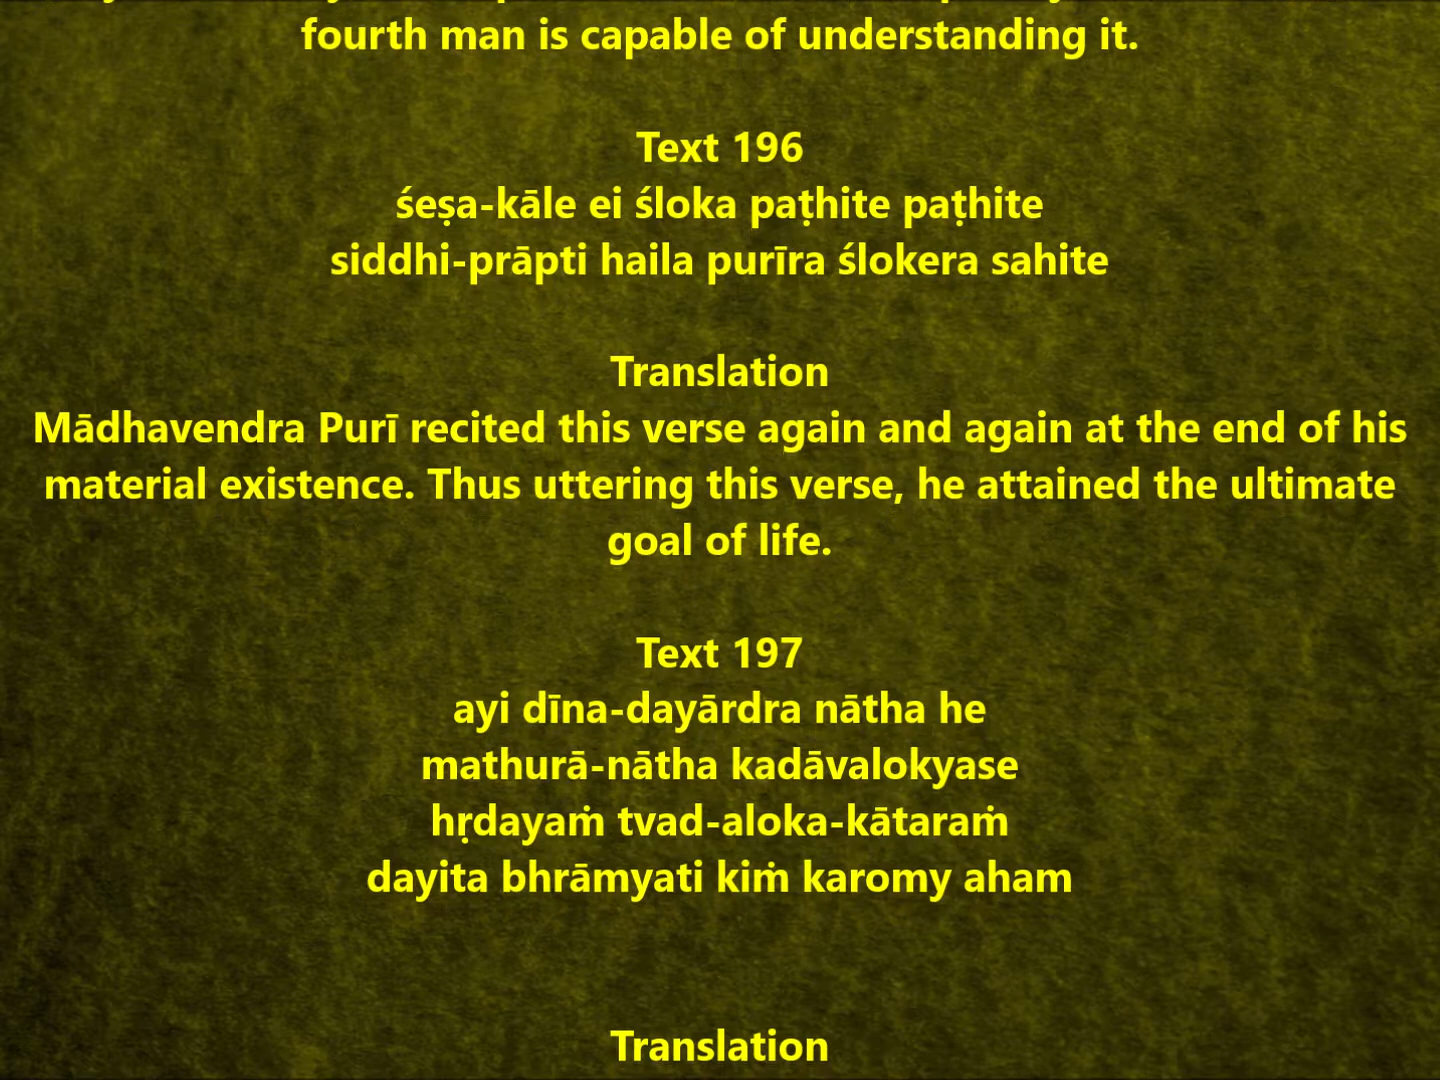 fourth man is capable of understanding it.
Text 196
śeṣa-kāle ei śloka paṭhite paṭhite
siddhi-prāpti haila purīra ślokera sahite
Translation
Mādhavendra Purī recited this verse again and again at the end of his
material existence. Thus uttering this verse, he attained the ultimate
goal of life.
Text 197
ayi dīna-dayārdra nātha he
mathurā-nātha kadāvalokyase
hṛdayaṁ tvad-aloka-kātaraṁ
dayita bhrāmyati kiṁ karomy aham
Translation